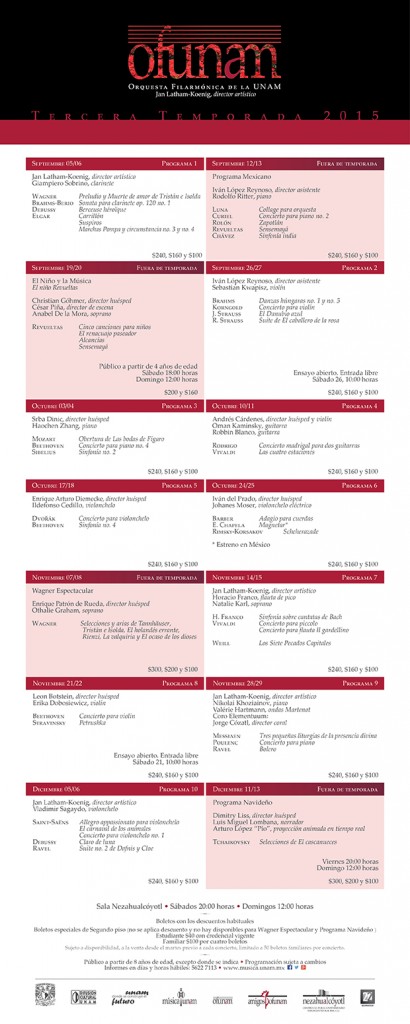 ofunam
Orquesta Filarmónica de la UNAM
Jan Latham-Koenig, director artístico
Tercera Temporada 2015
Septiembre 05/06 Programa 1
Jan Latham-Koenig, director artístico
Giampiero Sobrino, clarinete
Wagner Preludio y Muerte de amor de Tristán e Isolda
Brahms-Berio Sonata para clarinete op. 120 no. 1
Debussy Berceuse héroïque
Elgar Carrillón
Suspiros
Marchas Pompa y circunstancia no. 3 y no. 4
$240, $160 y $100
Septiembre 12/13 Fuera de temporada
Programa Mexicano
Iván López Reynoso, director asistente
Rodolfo Ritter, piano
Luna Collage para orquesta
Curiel Concierto para piano no. 2
Rolón Zapotlán
Revueltas Sensemayá
Chávez Sinfonía india
$240, $160 y $100
Septiembre 19/20 Fuera de temporada
El Niño y la Música
El niño Revueltas
Christian Gohmer, director huésped
César Piña, director de escena
Anabel De la Mora, soprano
Revueltas Cinco canciones para niños
El renacuajo paseador
Alcancías
Sensemayá
Público a partir de 4 años de edad
Sábado 18:00 horas
Domingo 12:00 horas
$200 y $160
Septiembre 26/27 Programa 2
Iván López Reynoso, director asistente
Sebastian Kwapisz, violín
Brahms Danzas húngaras no. 1 y no. 5
Korngold Concierto para violín
J. Strauss El Danubio azul
R. Strauss Suite de El caballero de la rosa
Ensayo abierto. Entrada libre
Sábado 26, 10:00 horas
$240, $160 y $100
Octubre 03/04 Programa 3
Srba Dinic, director huésped
Haochen Zhang, piano
Mozart Obertura de Las bodas de Fígaro
Beethoven Concierto para piano no. 4
Sibelius Sinfonía no. 2
$240, $160 y $100
Octubre 10/11 Programa 4
Andrés Cárdenes, director huésped y violín
Oman Kaminsky, guitarra
Robbin Blanco, guitarra
Rodrigo Concierto madrigal para dos guitarras
Vivaldi Las cuatro estaciones
$240, $160 y $100
Octubre 17/18 Programa 5
Enrique Arturo Diemecke, director huésped
Ildefonso Cedillo, violonchelo
Dvořák Concierto para violonchelo
Beethoven Sinfonía no. 4
$240, $160 y $100
Octubre 24/25 Programa 6
Iván del Prado, director huésped
Johanes Moser, violonchelo eléctrico
Barber Adagio para cuerdas
E. Chapela Magnetar*
Rimsky-Korsakov Scheherazade
* Estreno en México
$240, $160 y $100
Noviembre 07/08 Fuera de temporada
Wagner Espectacular
Enrique Patrón de Rueda, director huésped
Othalie Graham, soprano
Wagner Selecciones y arias de Tannhäuser,
Tristán e Isolda, El holandés errante,
Rienzi, La valquiria y El ocaso de los dioses
$300, $200 y $100
Noviembre 14/15 Programa 7
Jan Latham-Koenig, director artístico
Horacio Franco, flauta de pico
Natalie Karl, soprano
H. Franco Sinfonía sobre cantatas de Bach
Vivaldi Concierto para piccolo
Concierto para flauta Il gardellino
Weill Los Siete Pecados Capitales
$240, $160 y $100
Noviembre 21/22 Programa 8
Leon Botstein, director huésped
Erika Dobosiewicz, violín
Beethoven Concierto para violín
Stravinsky Petrushka
Ensayo abierto. Entrada libre
Sábado 21, 10:00 horas
$240, $160 y $100
Noviembre 28/29 Programa 9
Jan Latham-Koenig, director artístico
Nikolai Khoziainov, piano
Valérie Hartmann, ondas Martenot
Coro Elementuum:
Jorge Cózatl, director coral
Messiaen Tres pequeñas liturgias de la presencia divina
Poulenc Concierto para piano
Ravel Bolero
$240, $160 y $100
Diciembre 05/06 Programa 10
Jan Latham-Koenig, director artístico
Vladimir Sagaydo, violonchelo
Saint-Saëns Allegro appassionato para violonchelo
El carnaval de los animales
Concierto para violonchelo no. 1
Debussy Claro de luna
Ravel Suite no. 2 de Dafnis y Cloe
$240, $160 y $100
Diciembre 11/13 Fuera de temporada
Programa Navideño
Dimitry Liss, director huésped
Luis Miguel Lombana, narrador
Arturo López "Pío", proyección animada en tiempo real
Tchaikovsky Selecciones de El cascanueces
Viernes 20:00 horas
Domingo 12:00 horas
$300, $200 y $100
Sala Nezahualcóyotl • Sábados 20:00 horas • Domingos 12:00 horas
Boletos con los descuentos habituales
Boletos especiales de Segundo piso (no se aplica descuento y no hay disponibles para Wagner Espectacular y Programa Navideño)
Estudiante $40 con credencial vigente
Familiar $100 por cuatro boletos
Sujeto a disponibilidad, a la venta desde el martes previo a cada concierto, limitado a 50 boletos familiares por concierto.
Público a partir de 8 años de edad, excepto donde se indica • Programación sujeta a cambios
Informes en días y horas hábiles: 5622 7113 • www.musica.unam.mx
unam
futuro
músicaunam
ofunam
amigosofunam
nezahualcóyotl